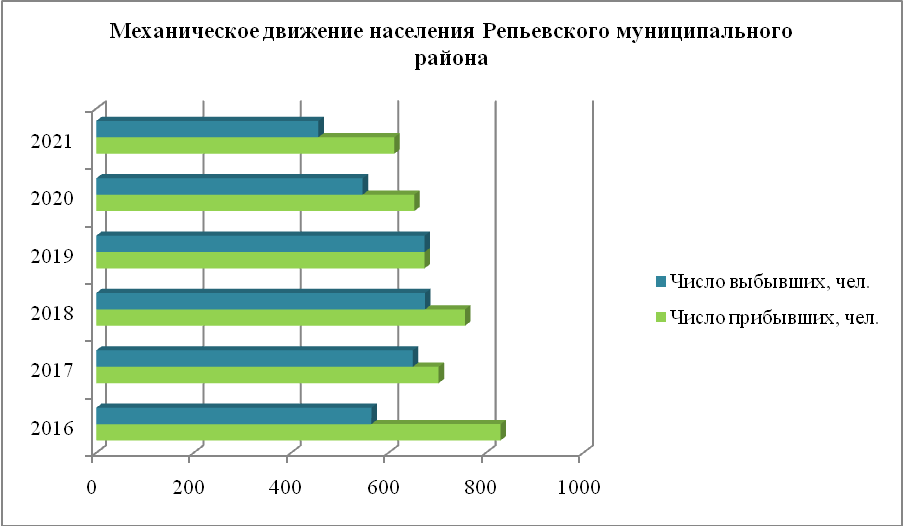 Механическое движение населения Репьевского муниципального
района
2021
2020
2019
2018
2017
2016
0 200 400 600 800 1000
Число выбывших, чел.
Число прибывших, чел.